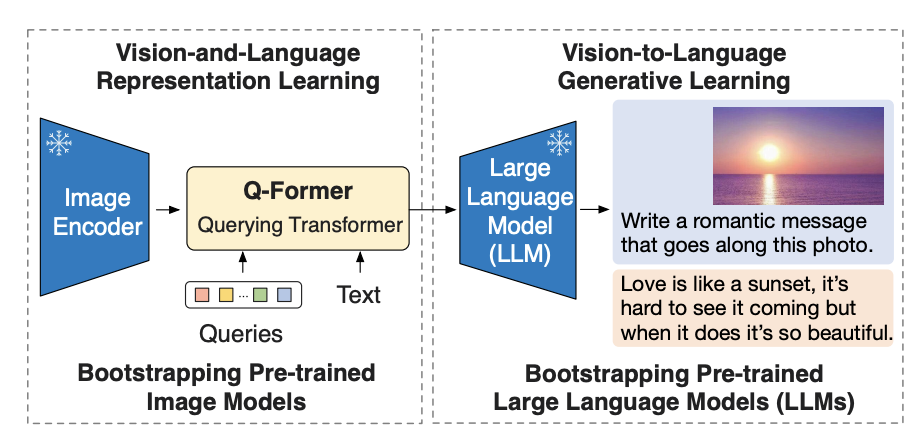 Vision-and-Language
Representation Learning
Image
Encoder
Q-Former
Querying Transformer
...
Queries
Text
Bootstrapping Pre-trained
Image Models
Vision-to-Language
Generative Learning
Large
Language
Model
(LLM)
Write a romantic message
that goes along this photo.
Love is like a sunset, it’s
hard to see it coming but
when it does it’s so beautiful.
Bootstrapping Pre-trained
Large Language Models (LLMs)